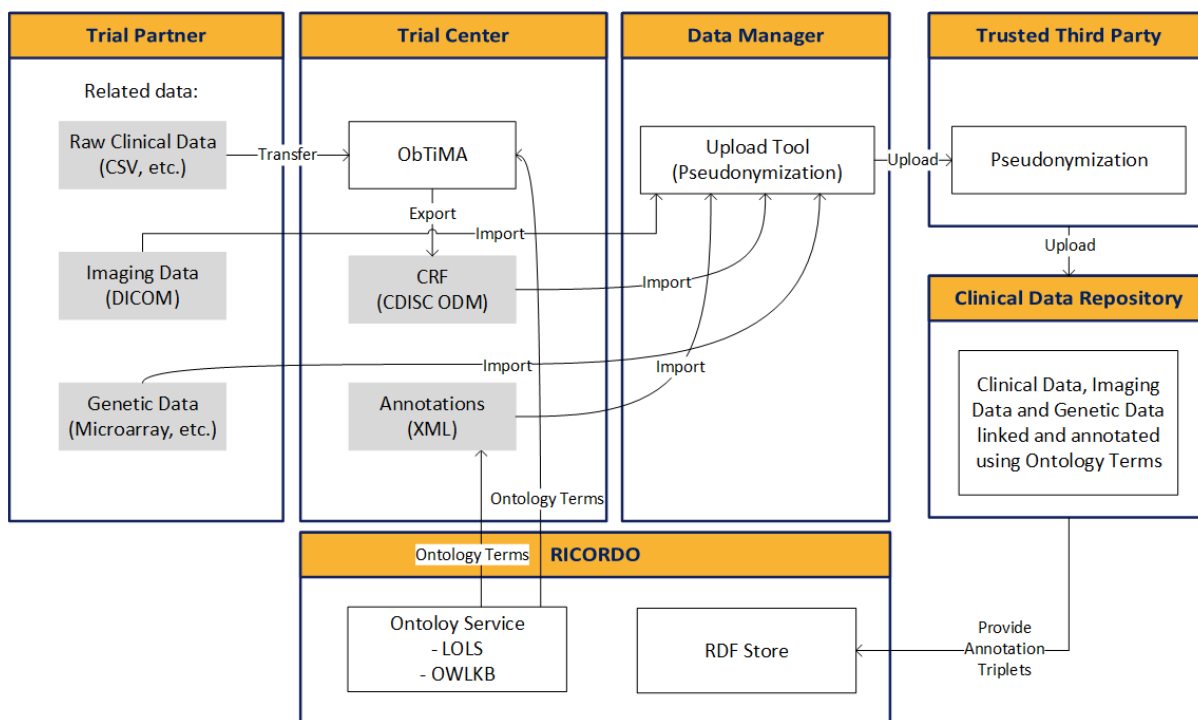 Trial Partner
Trial Center
Data Manager
Trusted Third Party
Related data:
Raw Clinical Data
(CSV, etc.)
Transfer
ObTiMA
Upload Tool
(Pseudonymization)
Upload
Pseudonymization
Export
Import
Upload
Imaging Data
(DICOM)
CRF
(CDISC ODM)
Import
Clinical Data Repository
Import
Import
Genetic Data
(Microarray, etc.)
Annotations
(XML)
Clinical Data, Imaging
Data and Genetic Data
linked and annotated
using Ontology Terms
Ontology Terms
Ontology Terms
RICORDO
Ontoloy Service
- LOLS
- OWLKB
RDF Store
Provide
Annotation
Triplets